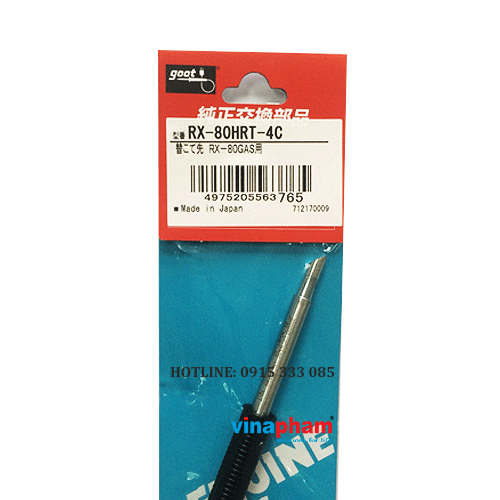 goot
純正交換部品
型番 RX-80HRT-4C
替こて先 RX-80GAS用
4975205563765
■Made in Japan 712170009
HOTLINE: 0915 333 085
vinapham